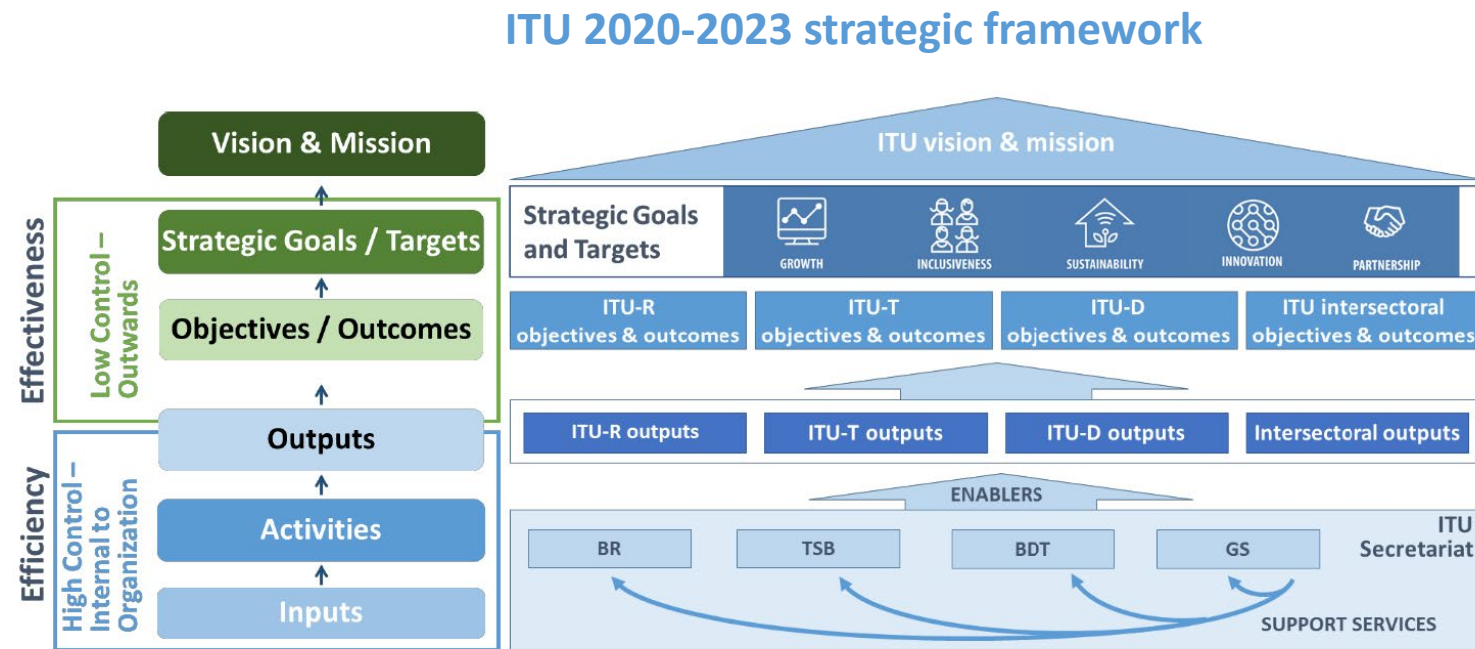 ITU 2020-2023 strategic framework
Effectiveness
Low Control –
Outwards
Efficiency
High Control –
Internal to
Organization
Vision & Mission
Strategic Goals / Targets
Objectives / Outcomes
Outputs
Activities
Inputs
ITU vision & mission
Strategic Goals
and Targets
GROWTH
INCLUSIVENESS
SUSTAINABILITY
INNOVATION
PARTNERSHIP
ITU-R
objectives & outcomes
ITU-T
objectives & outcomes
ITU-D
objectives & outcomes
ITU intersectoral
objectives & outcomes
ITU-R outputs
ITU-T outputs
ITU-D outputs
Intersectoral outputs
ENABLERS
ITU
Secretariat
BR
TSB
BDT
GS
SUPPORT SERVICES